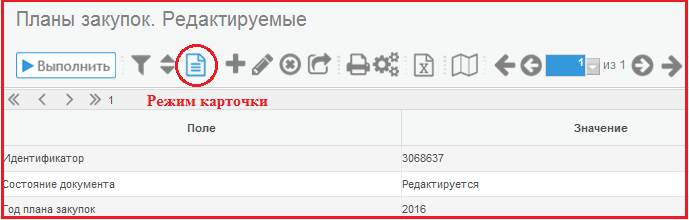 Планы закупок. Редактируемые
Выполнить 1 из 1
1 Режим карточки
Поле Значение
Идентификатор 3068637
Состояние документа Редактируется
Год плана закупок 2016